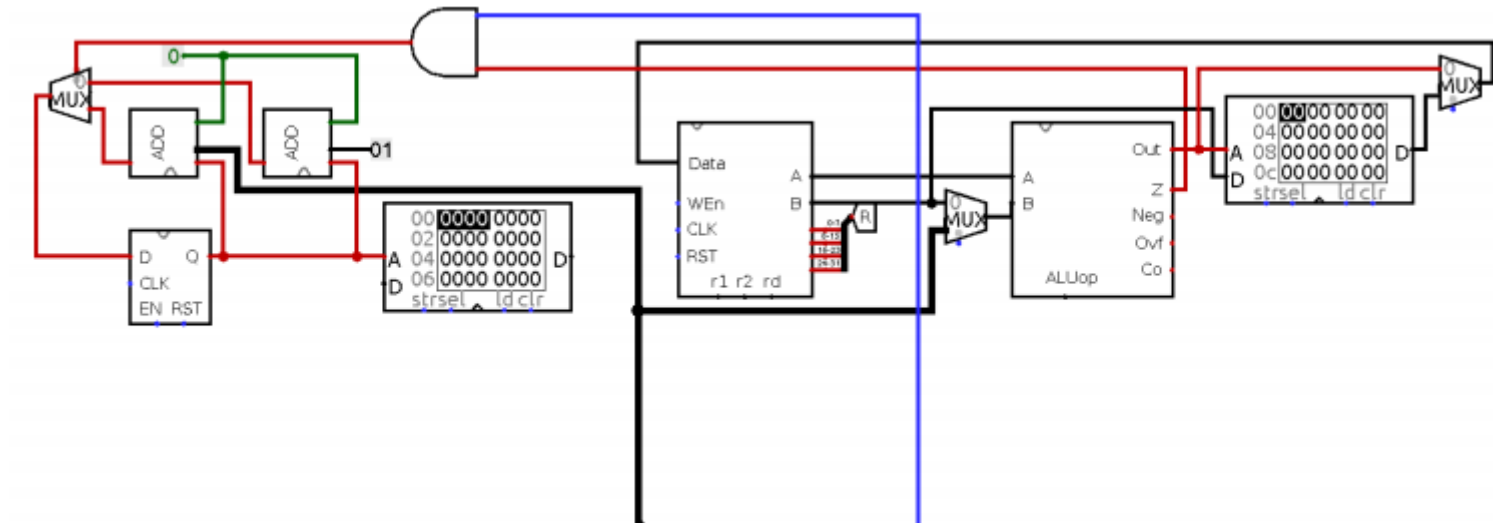 0
0
MUX
ADD
ADD
01
D Q
CLK
EN RST
00 0000 0000
02 0000 0000
04 0000 0000
06 0000 0000
A
D
D
str sel ld clr
Data
WEn
CLK
RST
A
B
r1 r2 rd
R
0
MUX
A
B
Out
Z
Neg
Ovf
Co
ALUop
00 00 00 00 00
04 00 00 00 00
08 00 00 00 00
0c 00 00 00 00
A
D
D
str sel ld clr
0
MUX